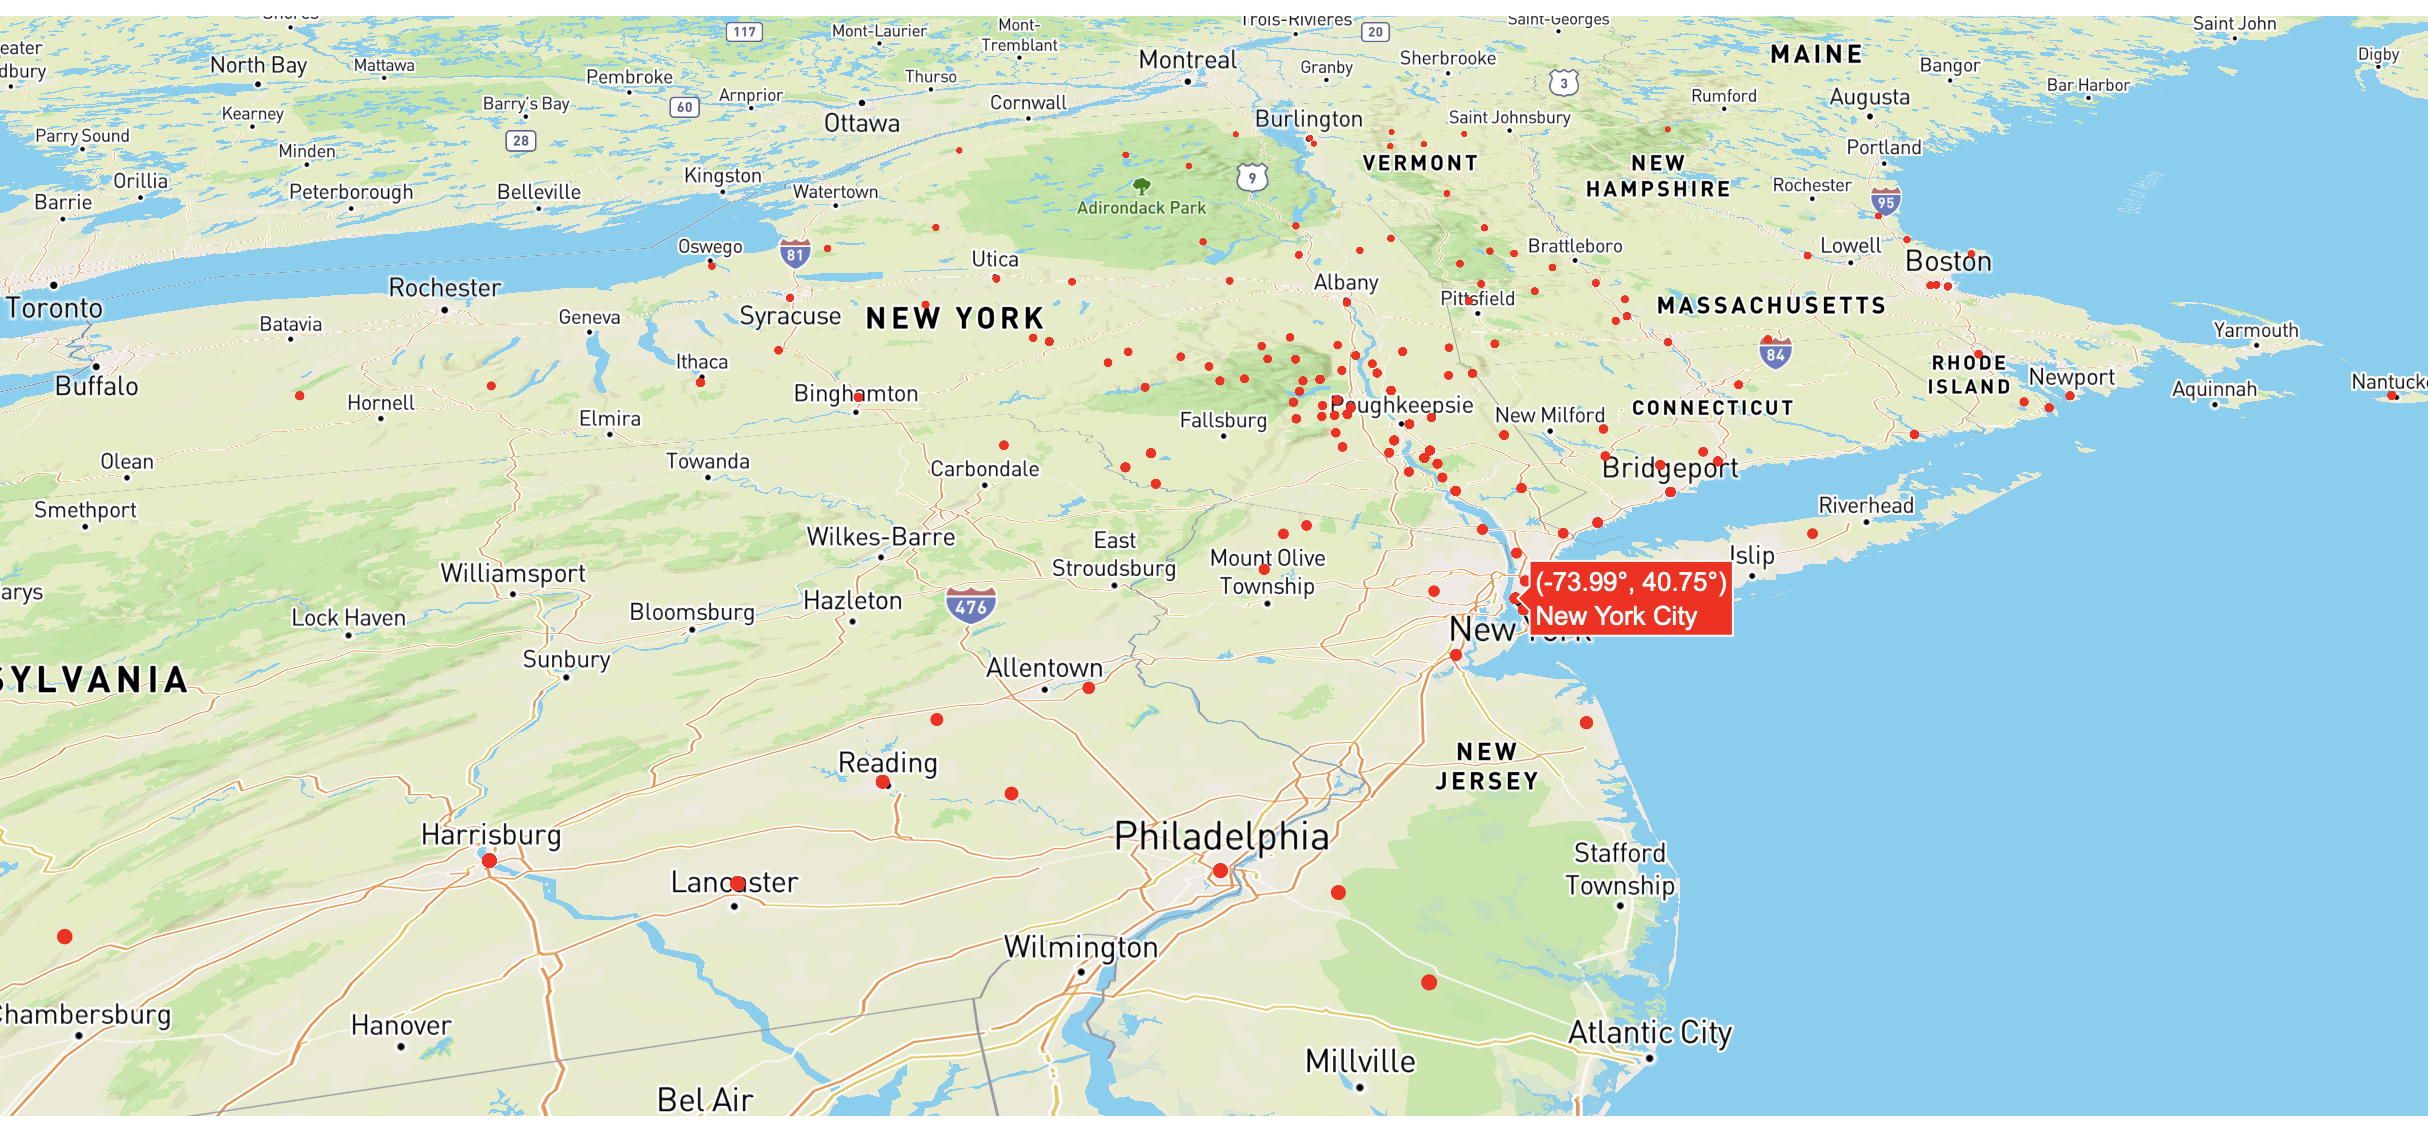 Trois-Rivières
Saint-Georges
Saint John
117
Mont-Laurier
Mont-
Tremblant
20
MAINE
Digby
North Bay
Mattawa
Pembroke
Thurso
Montreal
Granby
Sherbrooke
3
Bangor
Bar Harbor
Kearney
Barry's Bay
60
Arnprior
Cornwall
Rumford
Augusta
Parry Sound
28
Ottawa
Burlington
Saint Johnsbury
Minden
VERMONT
NEW
HAMPSHIRE
Portland
Orillia
Peterborough
Belleville
Kingston
Watertown
9
Rochester
95
Barrie
Adirondack Park
Oswego
81
Utica
Brattleboro
Lowell
Boston
Toronto
Rochester
Albany
Pittsfield
MASSACHUSETTS
Batavia
Geneva
Syracuse
NEW YORK
Yarmouth
Buffalo
Ithaca
84
RHODE
ISLAND
Newport
Aquinnah
Hornell
Binghamton
Poughkeepsie
New Milford
CONNECTICUT
Elmira
Fallsburg
Olean
Towanda
Carbondale
Bridgeport
Smethport
Riverhead
Wilkes-Barre
East
Stroudsburg
Mount Olive
Township
Islip
Williamsport
(-73.99°, 40.75°)
New York City
Lock Haven
Bloomsburg
Hazleton
476
New York
Sunbury
Allentown
Reading
NEW
JERSEY
Harrisburg
Philadelphia
Lancaster
Stafford
Township
Wilmington
Hanover
Atlantic City
Millville
Bel Air